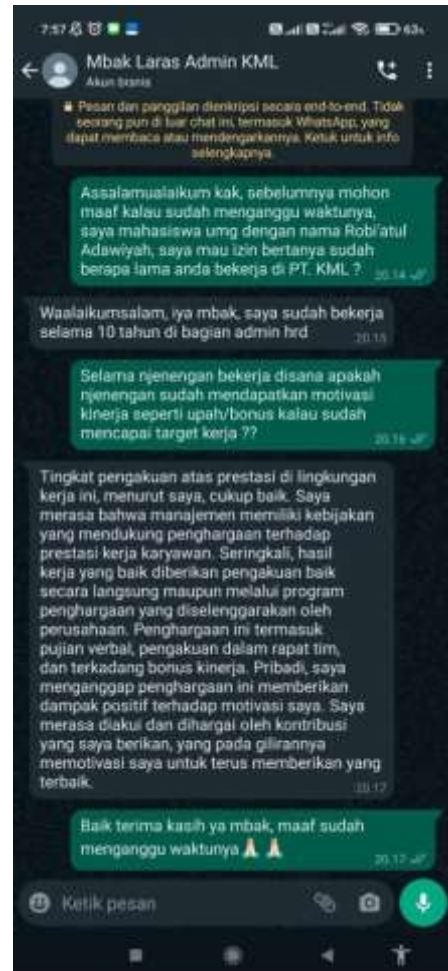 7:57
63%
Mbak Laras Admin KML
Akun bisnis
Pesan dan panggilan dienkripsi secara end-to-end. Tidak
seorang pun di luar chat ini, termasuk WhatsApp, yang
dapat membaca atau mendengarkannya. Ketuk untuk info
selengkapnya.
Assalamualaikum kak, sebelumnya mohon
maaf kalau sudah menganggu waktunya,
saya mahasiswa umg dengan nama Robi'atul
Adawiyah, saya mau izin bertanya sudah
berapa lama anda bekerja di PT. KML ?
20.14
Waalaikumsalam, iya mbak, saya sudah bekerja
selama 10 tahun di bagian admin hrd
20.15
Selama njenengan bekerja disana apakah
njenengan sudah mendapatkan motivasi
kinerja seperti upah/bonus kalau sudah
mencapai target kerja ??
20.16
Tingkat pengakuan atas prestasi di lingkungan
kerja ini, menurut saya, cukup baik. Saya
merasa bahwa manajemen memiliki kebijakan
yang mendukung penghargaan terhadap
prestasi kerja karyawan. Seringkali, hasil
kerja yang baik diberikan pengakuan baik
secara langsung maupun melalui program
penghargaan yang diselenggarakan oleh
perusahaan. Penghargaan ini termasuk
pujian verbal, pengakuan dalam rapat tim,
dan terkadang bonus kinerja. Pribadi, saya
menganggap penghargaan ini memberikan
dampak positif terhadap motivasi saya. Saya
merasa diakui dan dihargai oleh kontribusi
yang saya berikan, yang pada gilirannya
memotivasi saya untuk terus memberikan yang
terbaik.
20.17
Baik terima kasih ya mbak, maaf sudah
menganggu waktunya 🙏🏻 🙏🏻
20.17
Ketik pesan